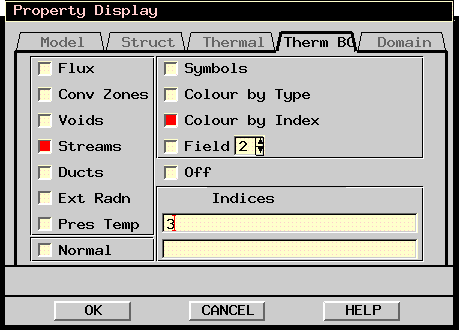 Property Display
Model Struct Thermal Therm BC Domain
Flux Symbols
Conv Zones Colour by Type
Voids Colour by Index
Streams Field 2
Ducts Off
Ext Radn Indices
Pres Temp 3
Normal
OK CANCEL HELP